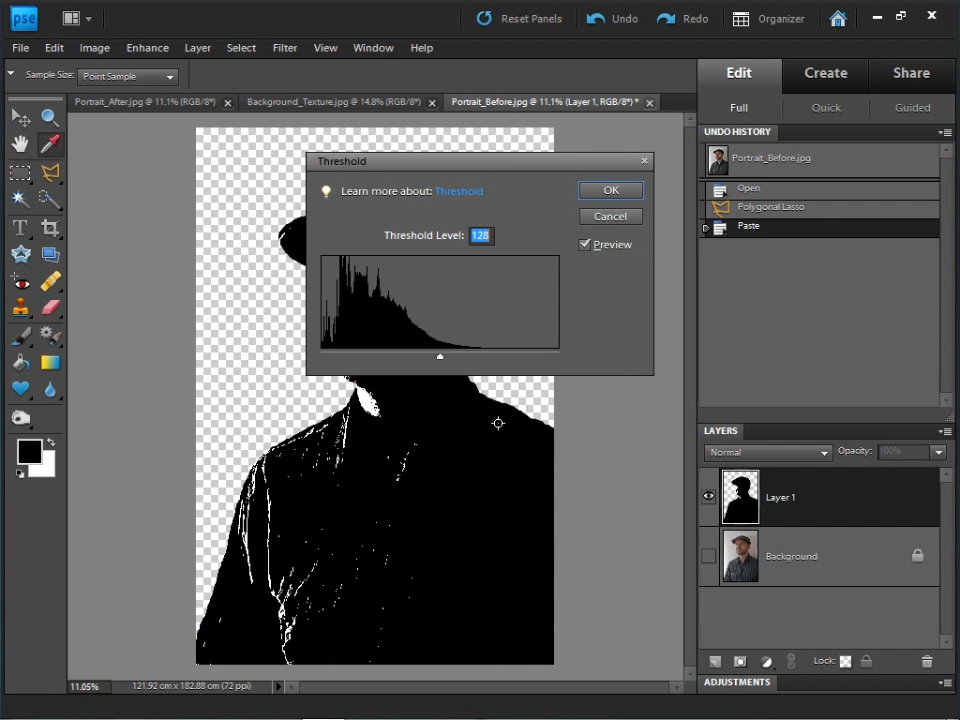 pse Reset Panels Undo Redo Organizer
File Edit Image Enhance Layer Select Filter View Window Help
Sample Size: Point Sample
Edit Create Share
Portrait_After.jpg @ 11.1% (RGB/8*) Background_Texture.jpg @ 14.8% (RGB/8*) Portrait_Before.jpg @ 11.1% (Layer 1, RGB/8*) *
Full Quick Guided
UNDO HISTORY
Portrait_Before.jpg
Open
Polygonal Lasso
Paste
Threshold
Learn more about: Threshold
OK
Cancel
Threshold Level: 128
Preview
LAYERS
Normal Opacity: 100%
Layer 1
Background
Lock:
ADJUSTMENTS
11.05% 121.92 cm x 182.88 cm (72 ppi)